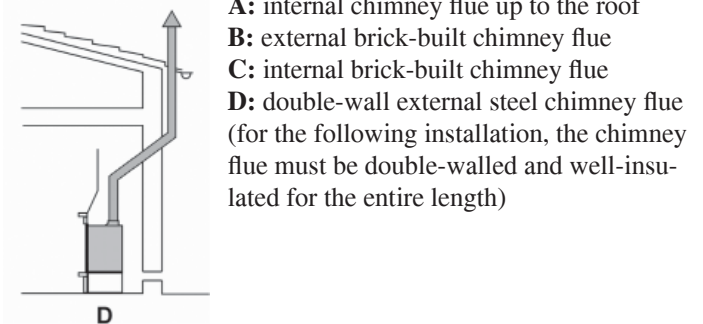 A: internal chimney flue up to the roof
B: external brick-built chimney flue
C: internal brick-built chimney flue
D: double-wall external steel chimney flue
(for the following installation, the chimney
flue must be double-walled and well-insu-
lated for the entire length)
D